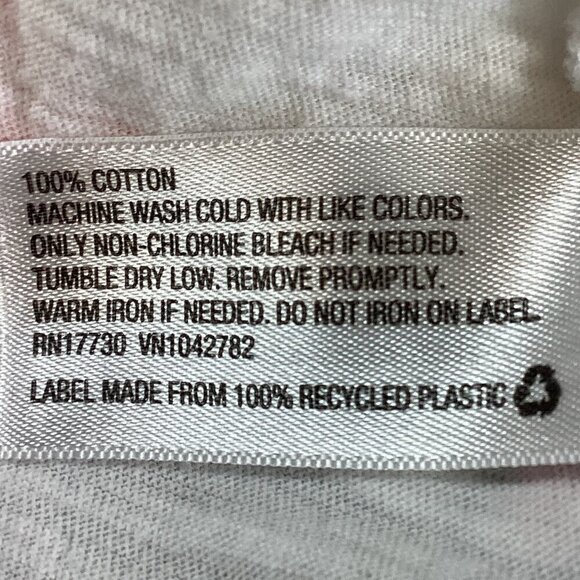 100% COTTON
MACHINE WASH COLD WITH LIKE COLORS.
ONLY NON-CHLORINE BLEACH IF NEEDED.
TUMBLE DRY LOW. REMOVE PROMPTLY.
WARM IRON IF NEEDED. DO NOT IRON ON LABEL.
RN17730 VN1042782
LABEL MADE FROM 100% RECYCLED PLASTIC